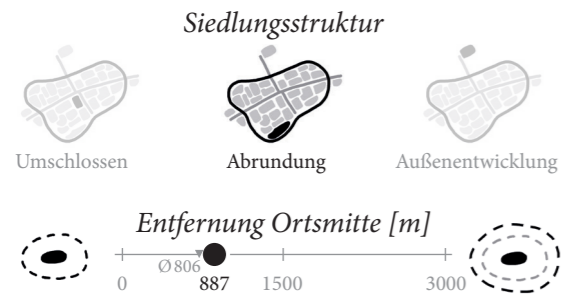 Siedlungsstruktur
Umschlossen Abrundung Außenentwicklung
Entfernung Ortsmitte [m]
Ø 806
0 887 1500 3000